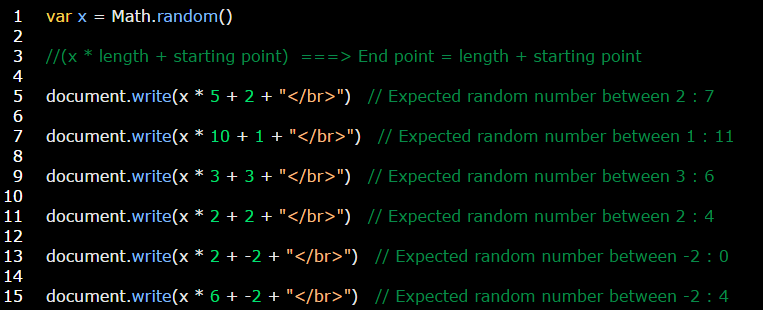 1 var x = Math.random()
2
3 //(x * length + starting point) ===> End point = length + starting point
4
5 document.write(x * 5 + 2 + "</br>") // Expected random number between 2 : 7
6
7 document.write(x * 10 + 1 + "</br>") // Expected random number between 1 : 11
8
9 document.write(x * 3 + 3 + "</br>") // Expected random number between 3 : 6
10
11 document.write(x * 2 + 2 + "</br>") // Expected random number between 2 : 4
12
13 document.write(x * 2 + -2 + "</br>") // Expected random number between -2 : 0
14
15 document.write(x * 6 + -2 + "</br>") // Expected random number between -2 : 4